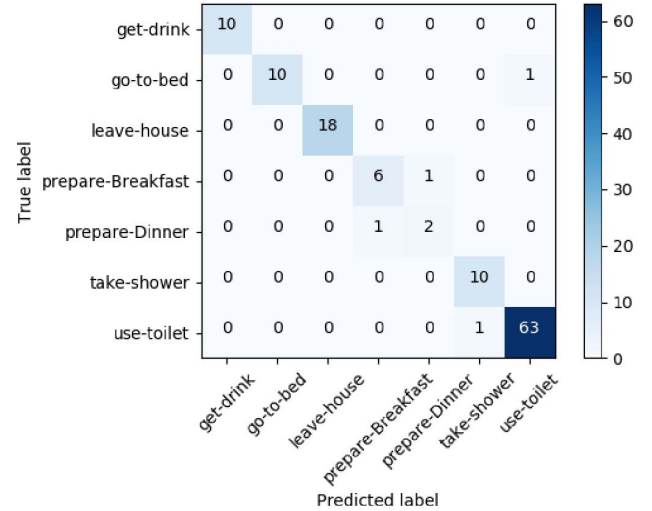 get-drink 10 0 0 0 0 0 0 60
go-to-bed 0 10 0 0 0 0 1 50
leave-house 0 0 18 0 0 0 0 40
prepare-Breakfast 0 0 0 6 1 0 0 30
prepare-Dinner 0 0 0 1 2 0 0 20
take-shower 0 0 0 0 0 10 0 10
use-toilet 0 0 0 0 0 1 63 0
True label
get-drink go-to-bed leave-house prepare-Breakfast prepare-Dinner take-shower use-toilet
Predicted label